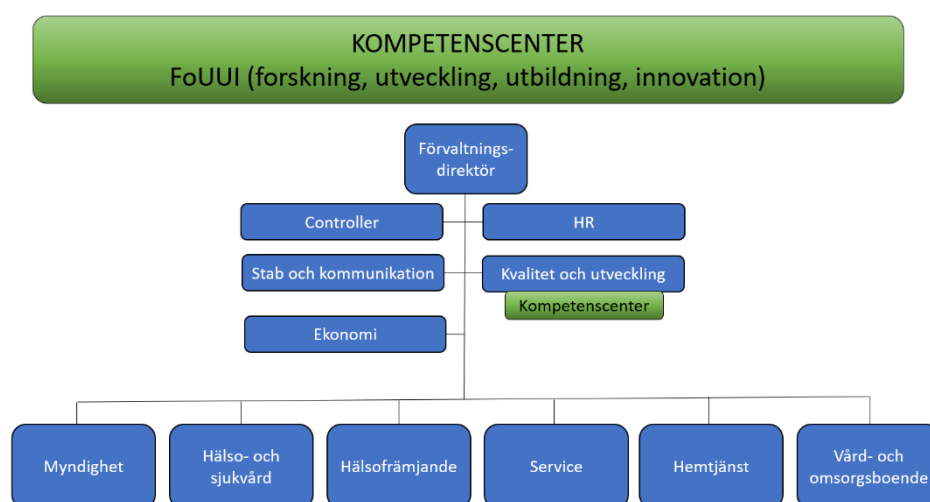 KOMPETENSCENTER
FoUUI (forskning, utveckling, utbildning, innovation)
Förvaltnings-
direktör
Controller
HR
Stab och kommunikation
Kvalitet och utveckling
Kompetenscenter
Ekonomi
Myndighet
Hälso- och
sjukvård
Hälsofrämjande
Service
Hemtjänst
Vård- och
omsorgsboende